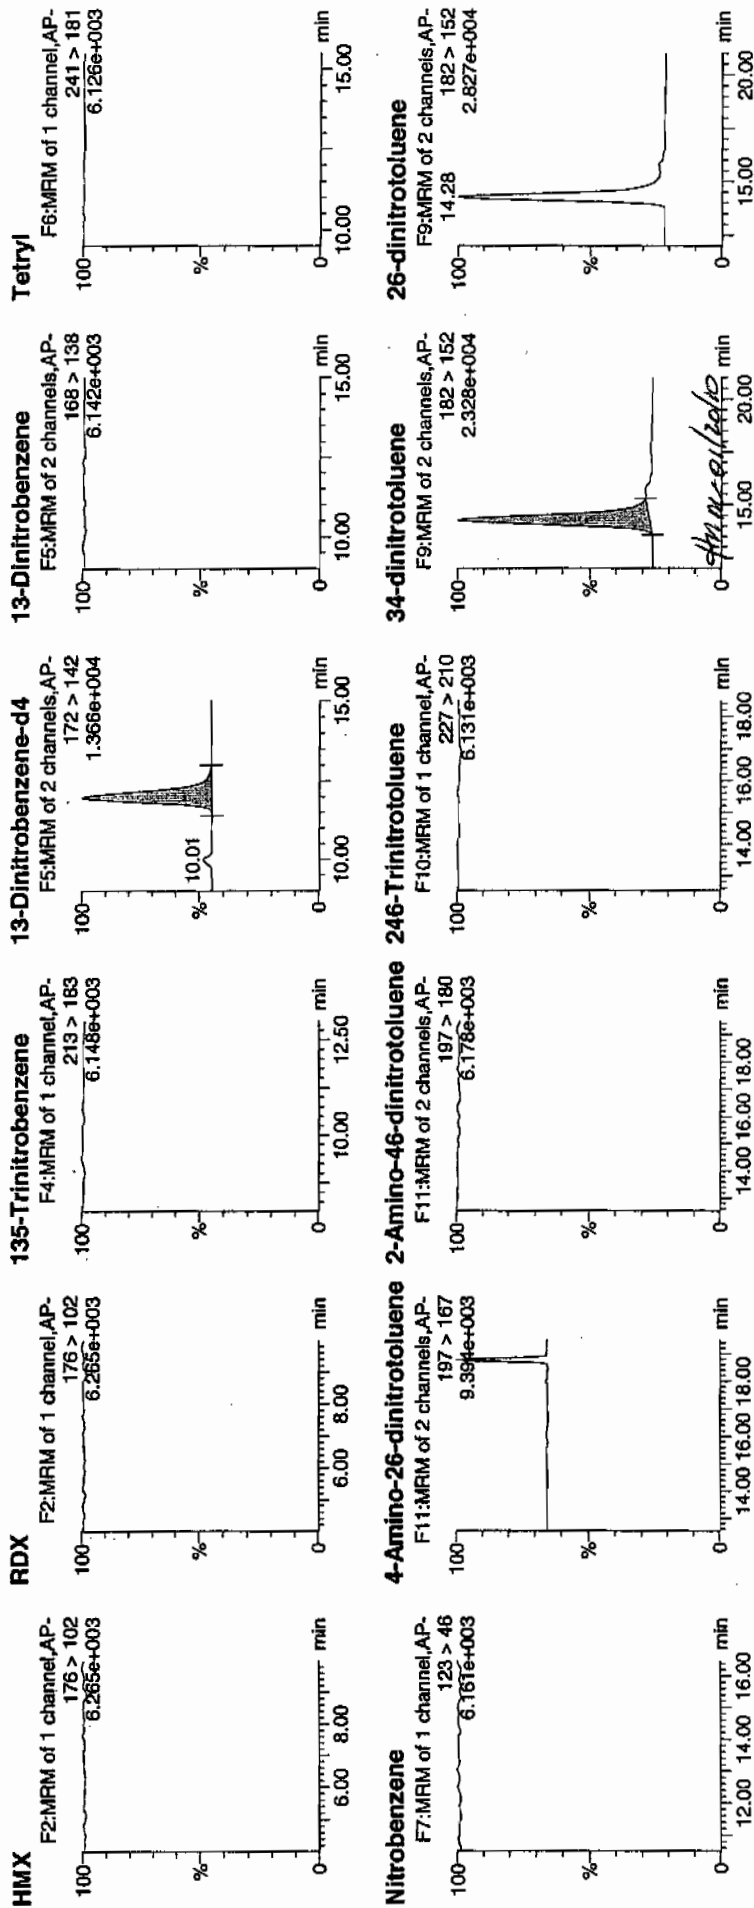 HMX
F2:MRM of 1 channel,AP-
176 > 102
6.265e+003
100
%
0
6.00
8.00
min
RDX
F2:MRM of 1 channel,AP-
176 > 102
6.265e+003
100
%
0
6.00
8.00
min
135-Trinitrobenzene
F4:MRM of 1 channel,AP-
213 > 183
6.148e+003
100
%
0
10.00
12.50
min
13-Dinitrobenzene-d4
F5:MRM of 2 channels,AP-
172 > 142
1.366e+004
100
%
0
10.01
10.00
15.00
min
13-Dinitrobenzene
F5:MRM of 2 channels,AP-
168 > 138
6.142e+003
100
%
0
10.00
15.00
min
Tetryl
F6:MRM of 1 channel,AP-
241 > 181
6.126e+003
100
%
0
10.00
15.00
min
Nitrobenzene
F7:MRM of 1 channel,AP-
123 > 46
6.161e+003
100
%
0
12.00
14.00
16.00
min
4-Amino-26-dinitrotoluene
F11:MRM of 2 channels,AP-
197 > 167
9.394e+003
100
%
0
14.00
16.00
18.00
min
2-Amino-46-dinitrotoluene
F11:MRM of 2 channels,AP-
197 > 180
6.178e+003
100
%
0
14.00
16.00
18.00
min
246-Trinitrotoluene
F10:MRM of 1 channel,AP-
227 > 210
6.131e+003
100
%
0
14.00
16.00
18.00
min
34-dinitrotoluene
F9:MRM of 2 channels,AP-
182 > 152
2.328e+004
100
%
0
15.00
20.00
min
26-dinitrotoluene
F9:MRM of 2 channels,AP-
182 > 152
2.827e+004
14.28
100
%
0
15.00
20.00
min